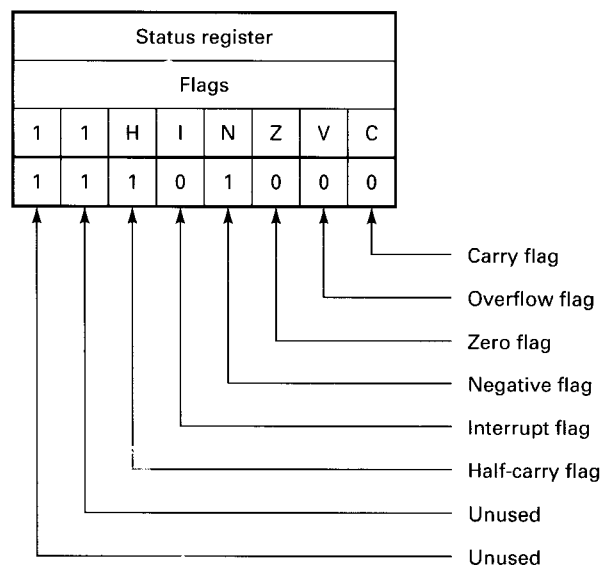 Status register
Flags
1 1 H I N Z V C
1 1 1 0 1 0 0 0
Carry flag
Overflow flag
Zero flag
Negative flag
Interrupt flag
Half-carry flag
Unused
Unused